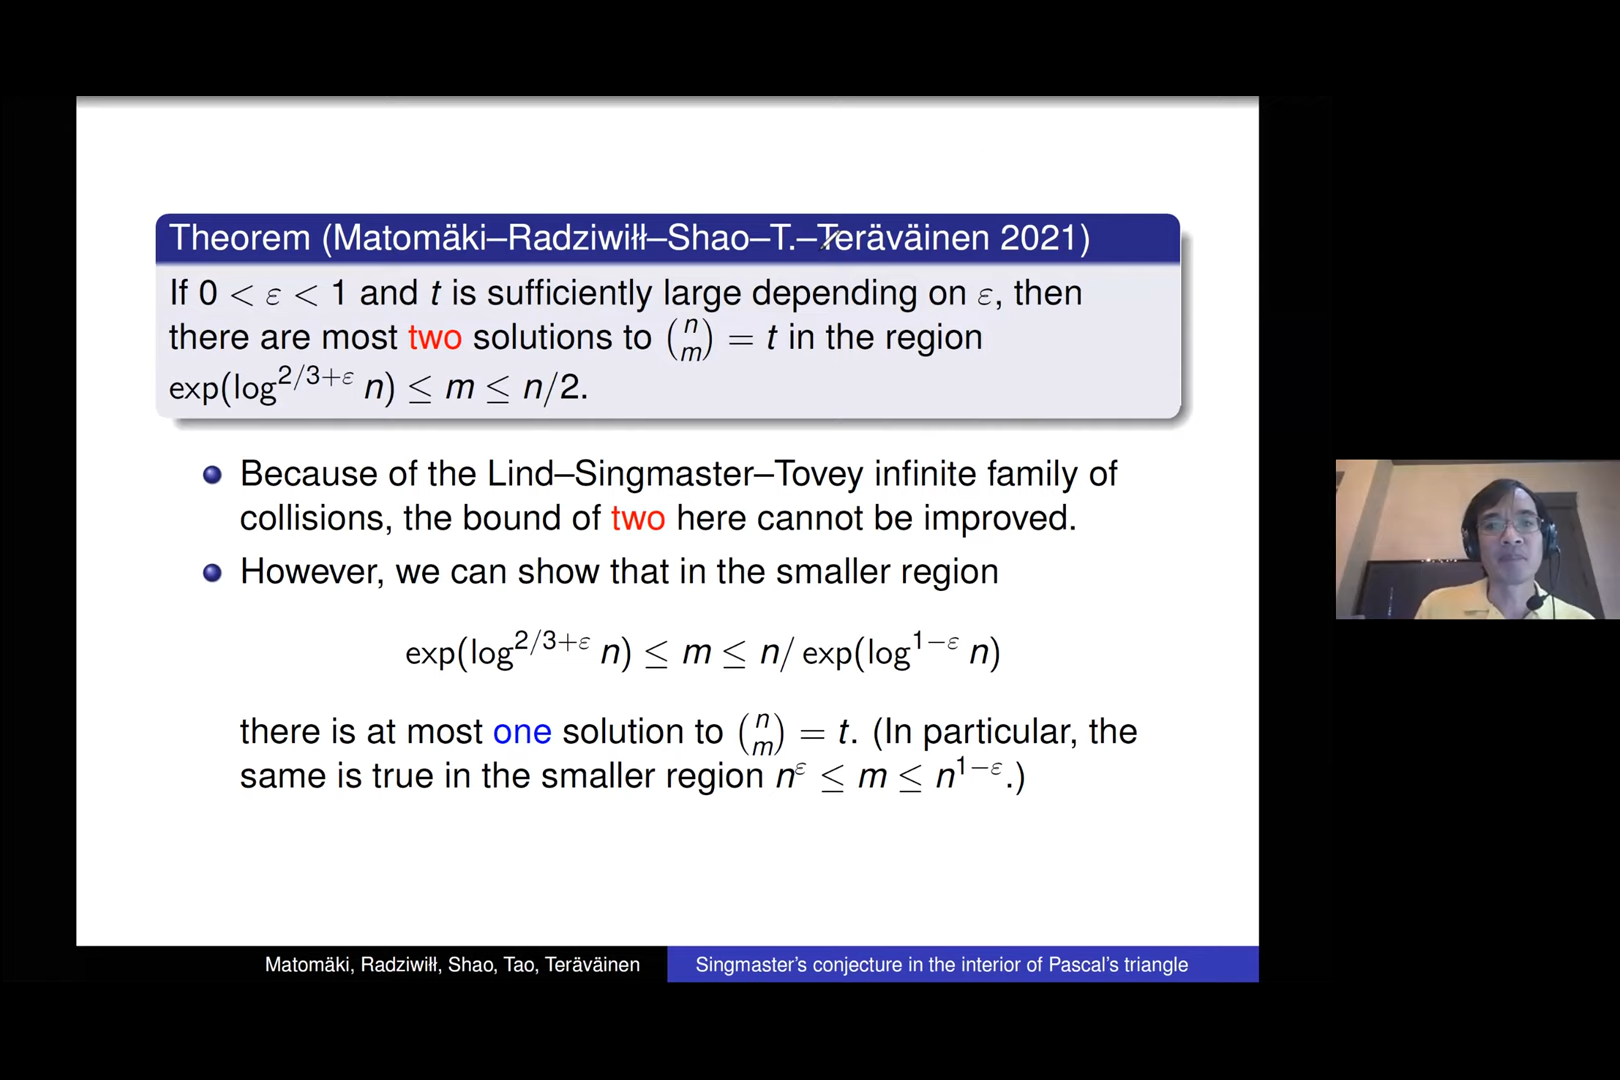 Theorem (Matomäki–Radziwiłł–Shao–T.–Teräväinen 2021)
If 0 < ε < 1 and t is sufficiently large depending on ε, then
there are most two solutions to (n m) = t in the region
exp(log^{2/3+ε} n) ≤ m ≤ n/2.
Because of the Lind–Singmaster–Tovey infinite family of
collisions, the bound of two here cannot be improved.
However, we can show that in the smaller region
exp(log^{2/3+ε} n) ≤ m ≤ n/ exp(log^{1−ε} n)
there is at most one solution to (n m) = t. (In particular, the
same is true in the smaller region n^ε ≤ m ≤ n^{1−ε}.)
Matomäki, Radziwiłł, Shao, Tao, Teräväinen
Singmaster's conjecture in the interior of Pascal's triangle